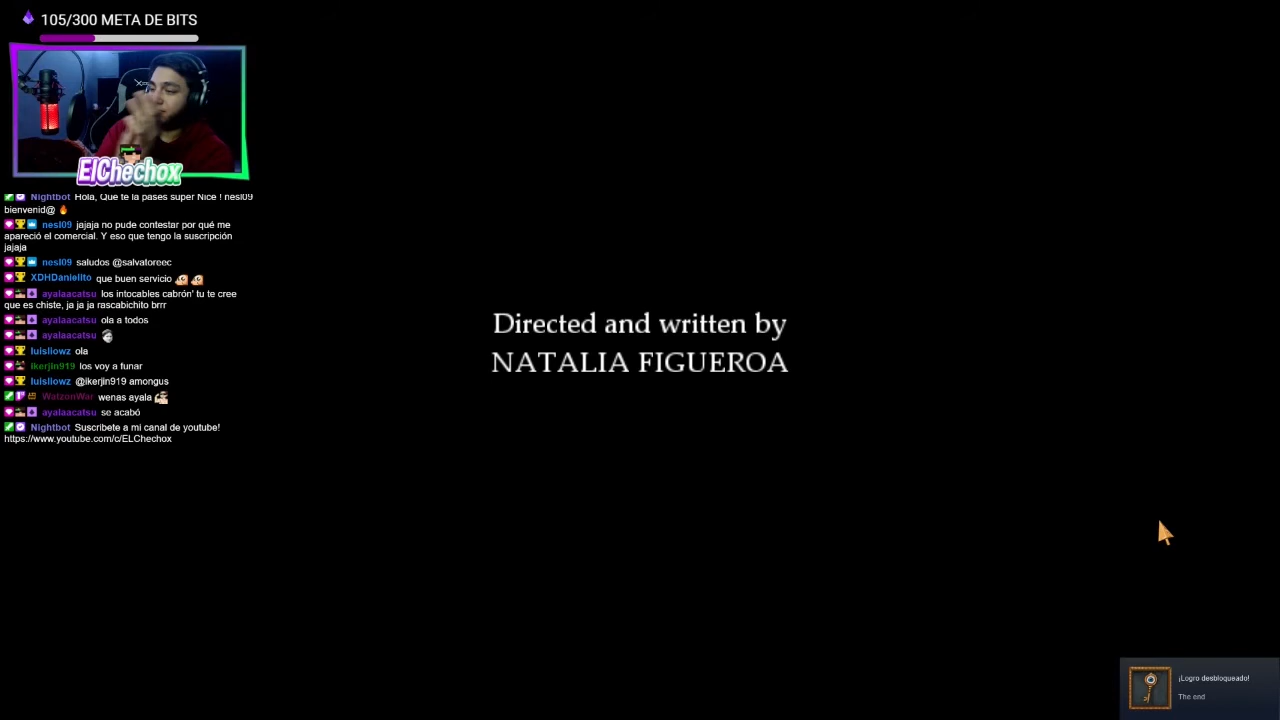 105/300 META DE BITS
ElChechox
Nightbot Hola, Que te la pases super Nice ! nesl09
bienvenid@
nesl09 jajaja no pude contestar por qué me
apareció el comercial. Y eso que tengo la suscripción
jajaja
nesl09 saludos @salvatoreec
XDHDanielito que buen servicio
ayalaacatsu los intocables cabrón' tu te cree
que es chiste, ja ja ja rascabichito brrr
ayalaacatsu ola a todos
ayalaacatsu
luisliowz ola
ikerjin919 los voy a funar
luisliowz @ikerjin919 amongus
WatzonWar wenas ayala
ayalaacatsu se acabó
Nightbot Suscribete a mi canal de youtube!
https://www.youtube.com/c/ELChechox
Directed and written by
NATALIA FIGUEROA
¡Logro desbloqueado!
The end